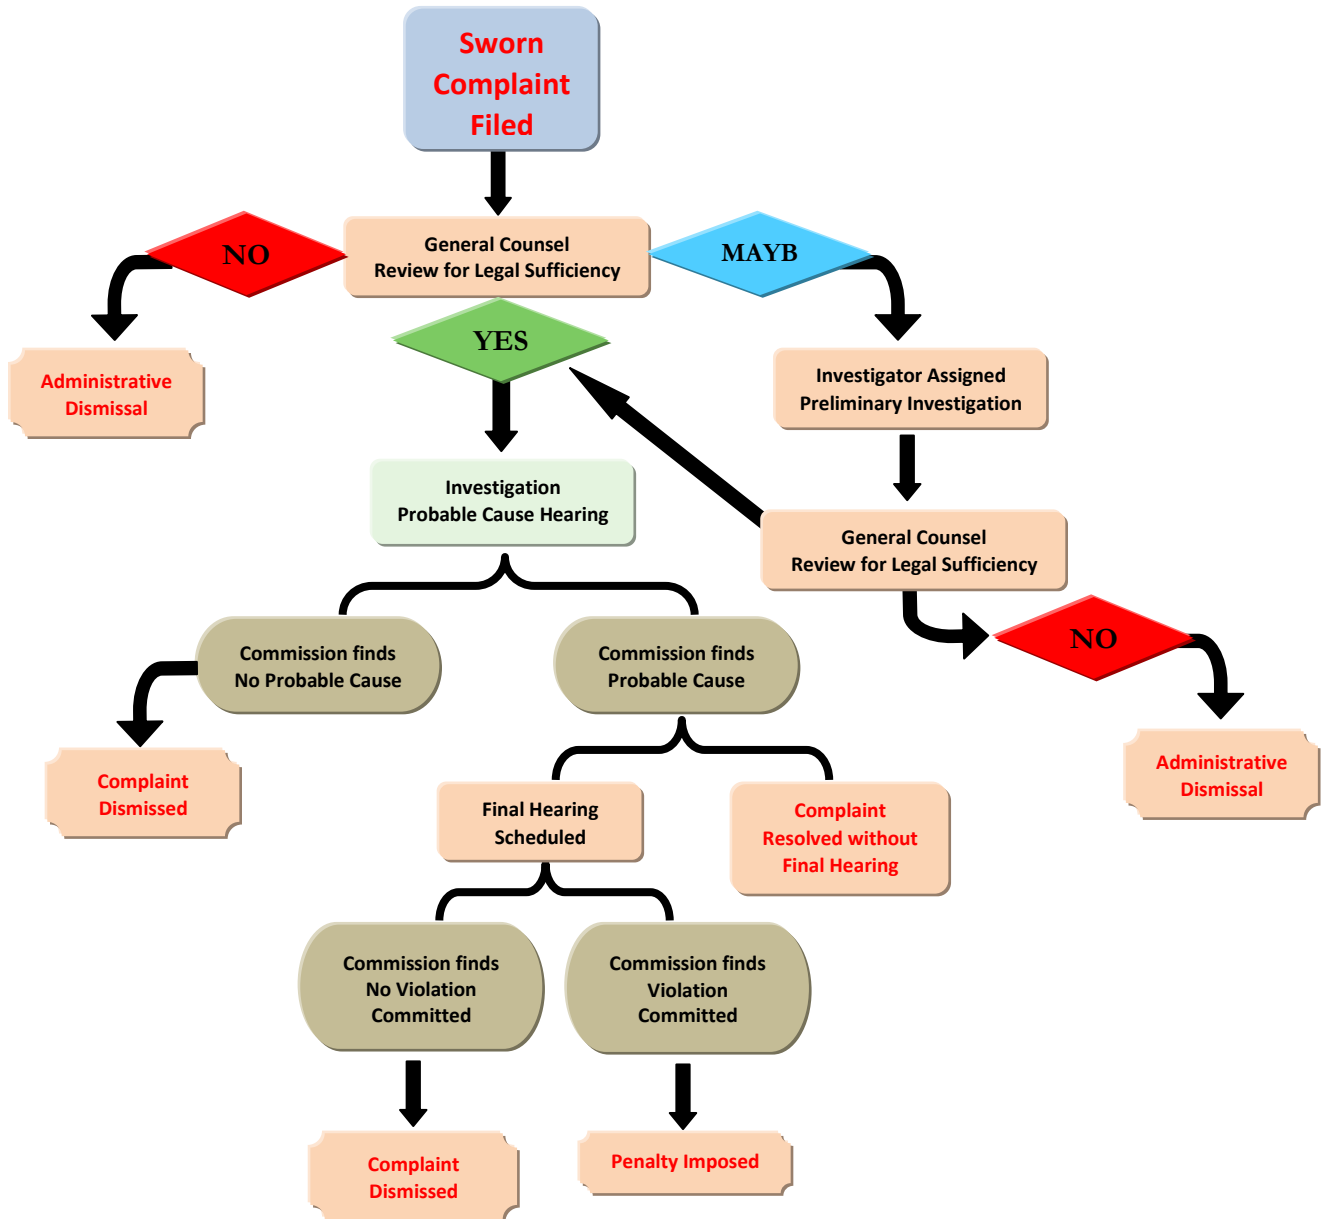 Sworn
Complaint
Filed
NO
General Counsel
Review for Legal Sufficiency
MAYB
YES
Administrative
Dismissal
Investigator Assigned
Preliminary Investigation
Investigation
Probable Cause Hearing
General Counsel
Review for Legal Sufficiency
NO
Commission finds
No Probable Cause
Commission finds
Probable Cause
Complaint
Dismissed
Final Hearing
Scheduled
Complaint
Resolved without
Final Hearing
Administrative
Dismissal
Commission finds
No Violation
Committed
Commission finds
Violation
Committed
Complaint
Dismissed
Penalty Imposed